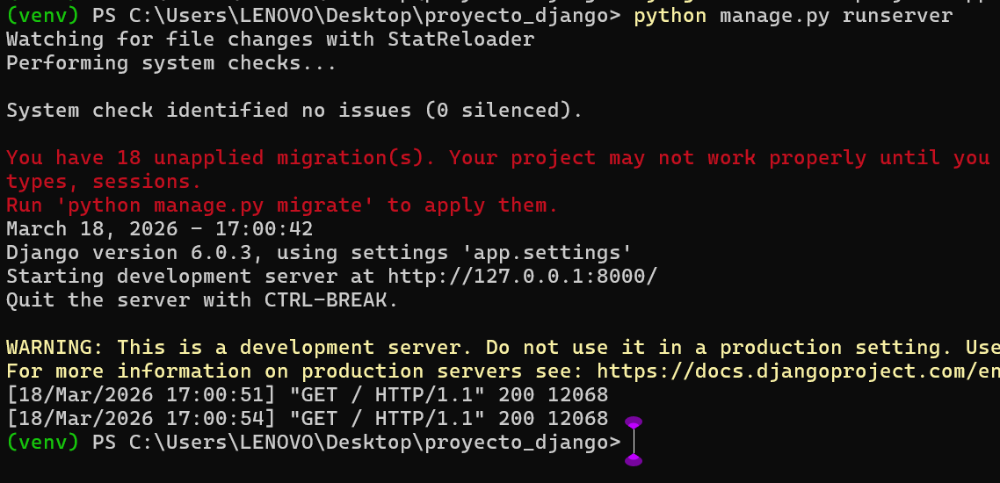 (venv) PS C:\Users\LENOVO\Desktop\proyecto_django> python manage.py runserver
Watching for file changes with StatReloader
Performing system checks...
System check identified no issues (0 silenced).
You have 18 unapplied migration(s). Your project may not work properly until you
types, sessions.
Run 'python manage.py migrate' to apply them.
March 18, 2026 - 17:00:42
Django version 6.0.3, using settings 'app.settings'
Starting development server at http://127.0.0.1:8000/
Quit the server with CTRL-BREAK.
WARNING: This is a development server. Do not use it in a production setting. Use
For more information on production servers see: https://docs.djangoproject.com/en
[18/Mar/2026 17:00:51] "GET / HTTP/1.1" 200 12068
[18/Mar/2026 17:00:54] "GET / HTTP/1.1" 200 12068
(venv) PS C:\Users\LENOVO\Desktop\proyecto_django>